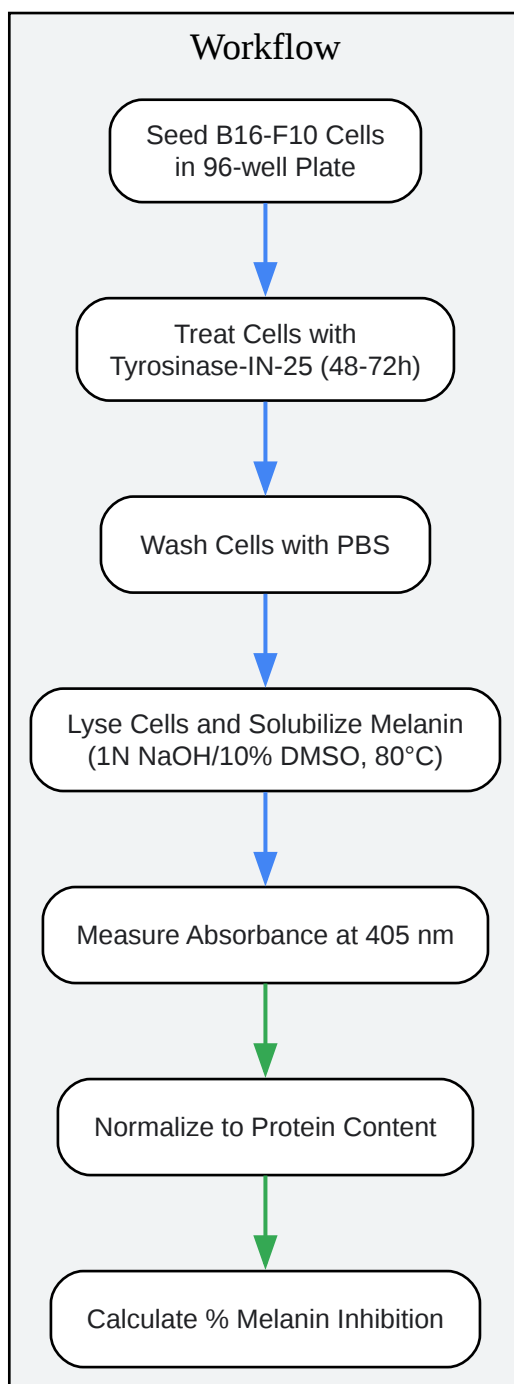 Workflow
Seed B16-F10 Cells
in 96-well Plate
Treat Cells with
Tyrosinase-IN-25 (48-72h)
Wash Cells with PBS
Lyse Cells and Solubilize Melanin
(1N NaOH/10% DMSO, 80°C)
Measure Absorbance at 405 nm
Normalize to Protein Content
Calculate % Melanin Inhibition